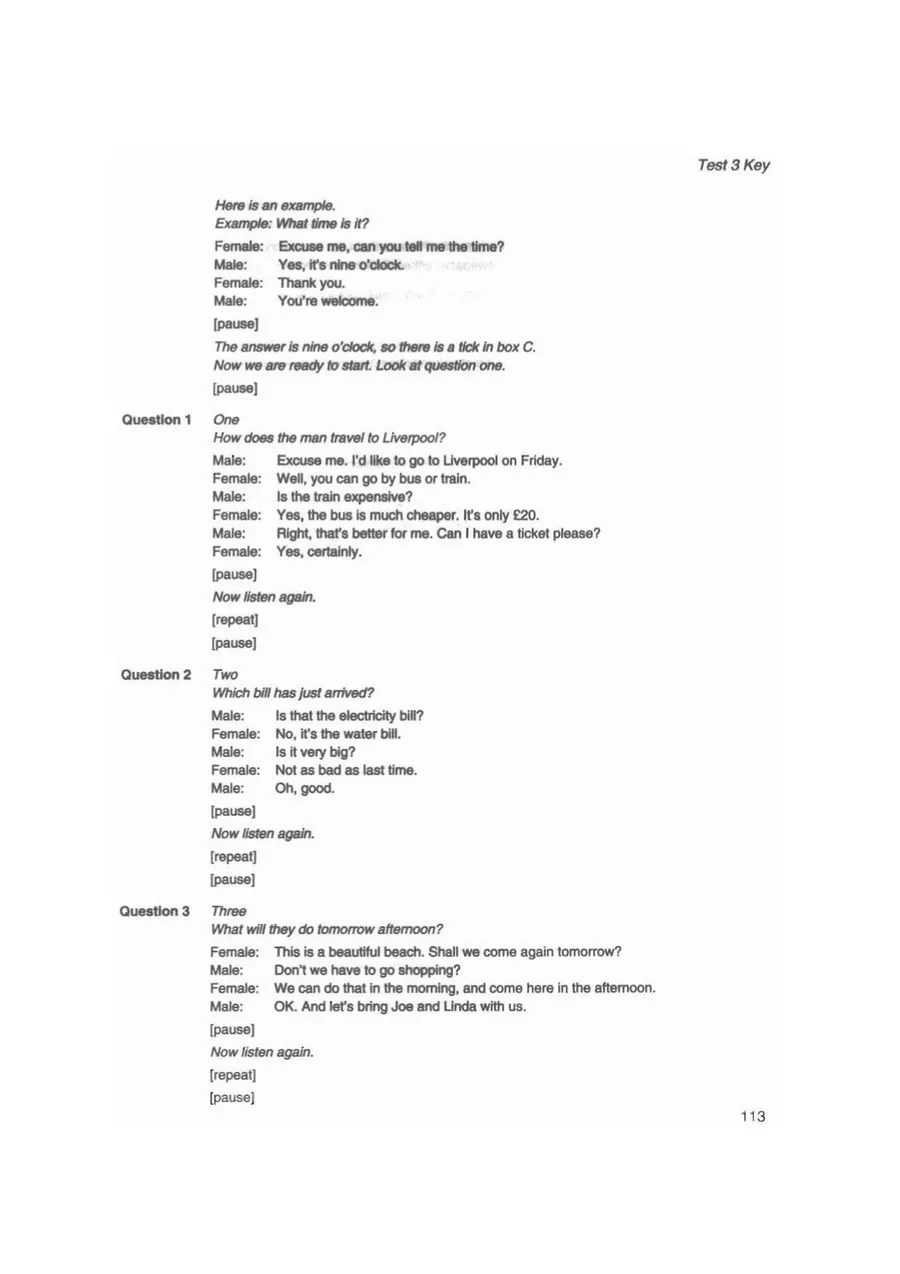 Test 3 Key
Here is an example.
Example: What time is it?
Female: Excuse me, can you tell me the time?
Male: Yes, it's nine o'clock.
Female: Thank you.
Male: You're welcome.
[pause]
The answer is nine o'clock, so there is a tick in box C.
Now we are ready to start. Look at question one.
[pause]
Question 1 One
How does the man travel to Liverpool?
Male: Excuse me. I'd like to go to Liverpool on Friday.
Female: Well, you can go by bus or train.
Male: Is the train expensive?
Female: Yes, the bus is much cheaper. It's only £20.
Male: Right, that's better for me. Can I have a ticket please?
Female: Yes, certainly.
[pause]
Now listen again.
[repeat]
[pause]
Question 2 Two
Which bill has just arrived?
Male: Is that the electricity bill?
Female: No, it's the water bill.
Male: Is it very big?
Female: Not as bad as last time.
Male: Oh, good.
[pause]
Now listen again.
[repeat]
[pause]
Question 3 Three
What will they do tomorrow afternoon?
Female: This is a beautiful beach. Shall we come again tomorrow?
Male: Don't we have to go shopping?
Female: We can do that in the morning, and come here in the afternoon.
Male: OK. And let's bring Joe and Linda with us.
[pause]
Now listen again.
[repeat]
[pause]
113